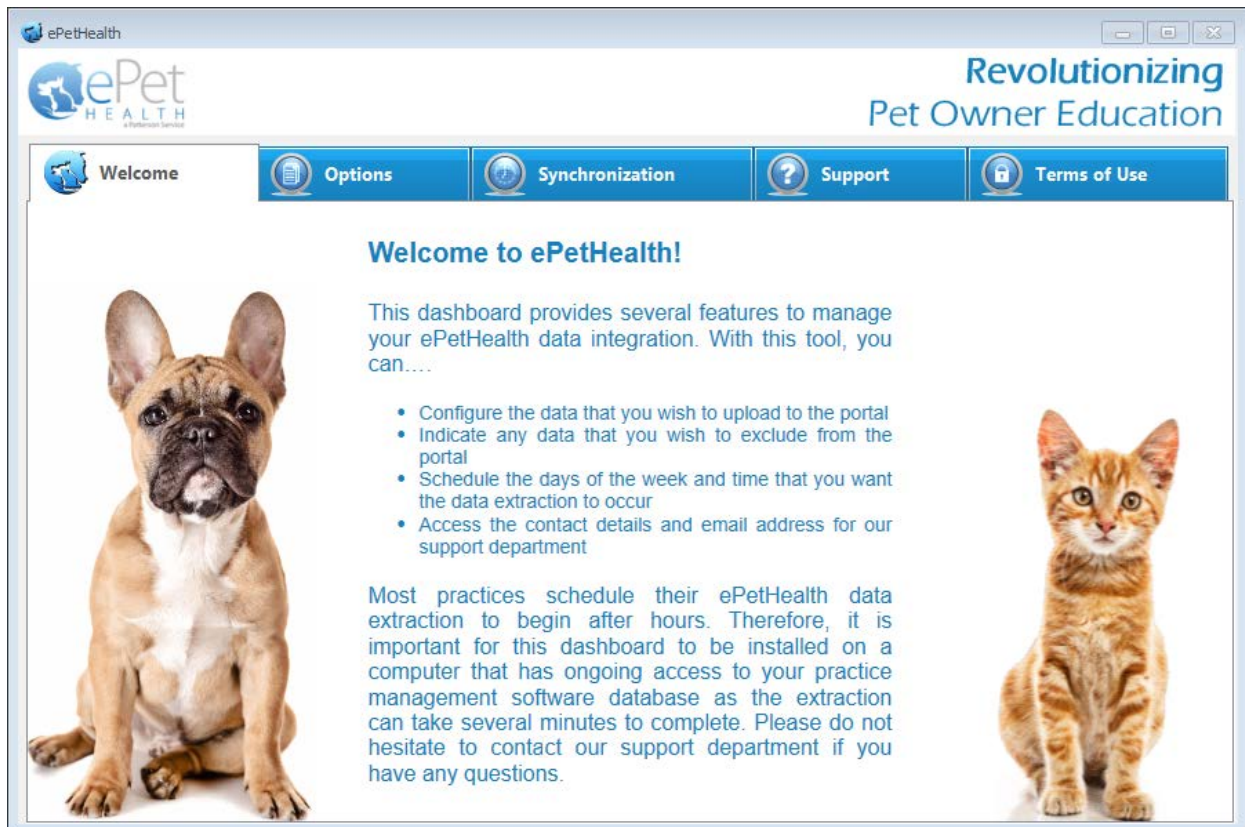 ePetHealth
ePet
HEALTH
a Patterson Service
Revolutionizing
Pet Owner Education
Welcome
Options
Synchronization
Support
Terms of Use
Welcome to ePetHealth!
This dashboard provides several features to manage
your ePetHealth data integration. With this tool, you
can….
• Configure the data that you wish to upload to the portal
• Indicate any data that you wish to exclude from the
portal
• Schedule the days of the week and time that you want
the data extraction to occur
• Access the contact details and email address for our
support department
Most practices schedule their ePetHealth data
extraction to begin after hours. Therefore, it is
important for this dashboard to be installed on a
computer that has ongoing access to your practice
management software database as the extraction
can take several minutes to complete. Please do not
hesitate to contact our support department if you
have any questions.